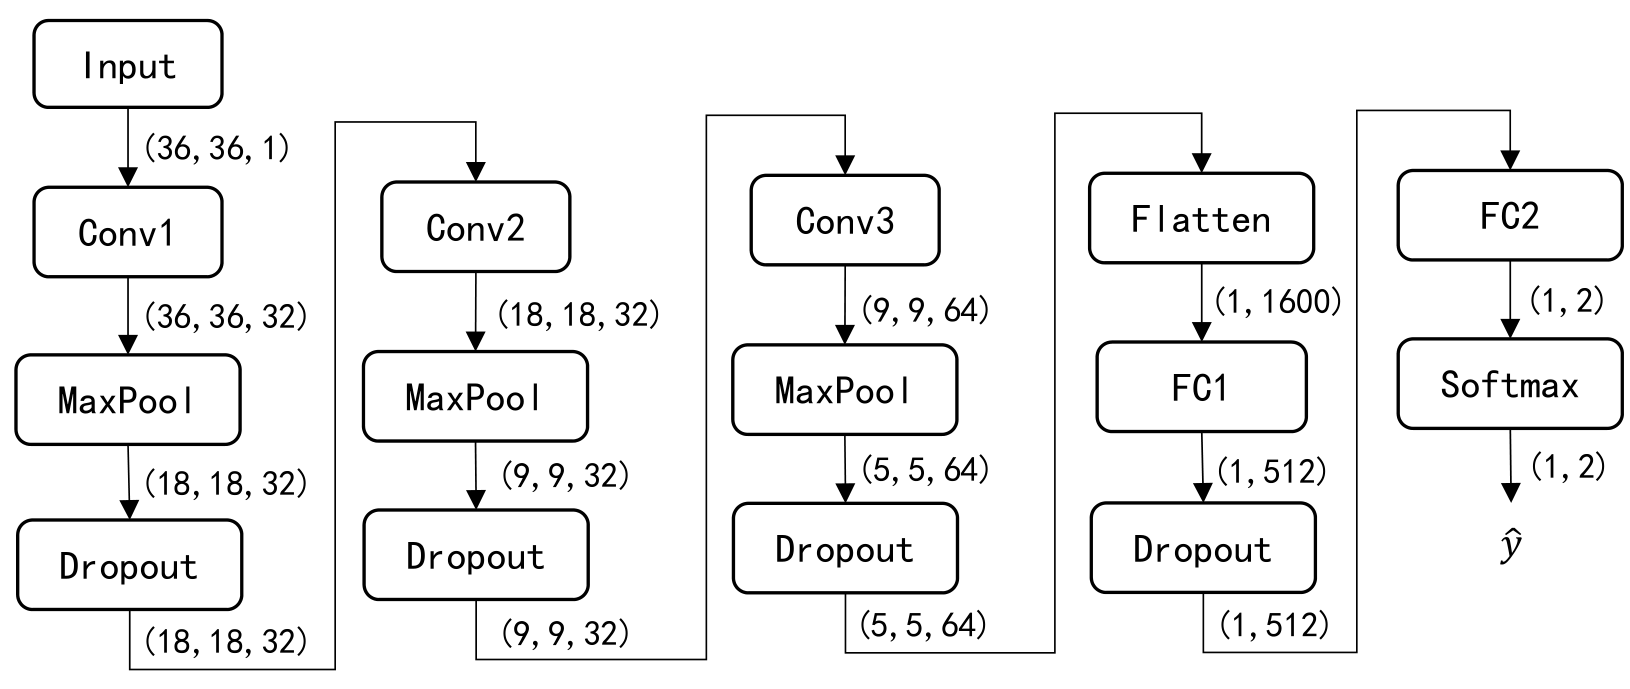 Input
(36, 36, 1)
Conv1
(36, 36, 32)
MaxPool
(18, 18, 32)
Dropout
(18, 18, 32)
Conv2
(18, 18, 32)
MaxPool
(9, 9, 32)
Dropout
(9, 9, 32)
Conv3
(9, 9, 64)
MaxPool
(5, 5, 64)
Dropout
(5, 5, 64)
Flatten
(1, 1600)
FC1
(1, 512)
Dropout
(1, 512)
FC2
(1, 2)
Softmax
(1, 2)
ŷ